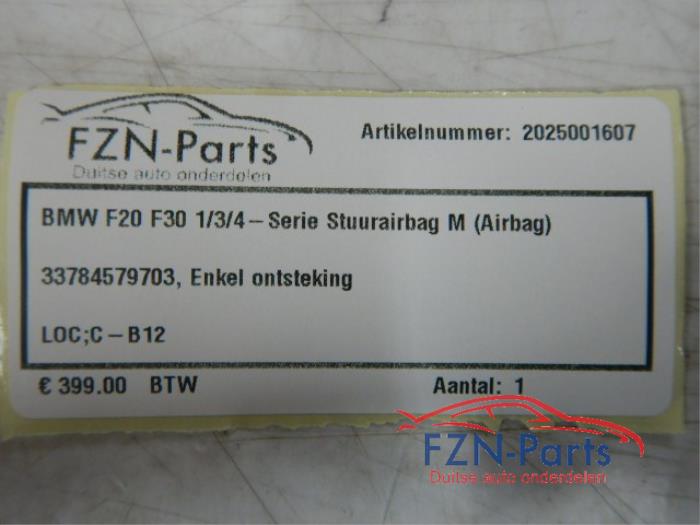 FZN-Parts
Duitse auto onderdelen
Artikelnummer: 2025001607
BMW F20 F30 1/3/4-Serie Stuurairbag M (Airbag)
33784579703, Enkel ontsteking
LOC;C-B12
€ 399.00 BTW
Aantal: 1
FZN-Parts
Duitse auto onderdelen